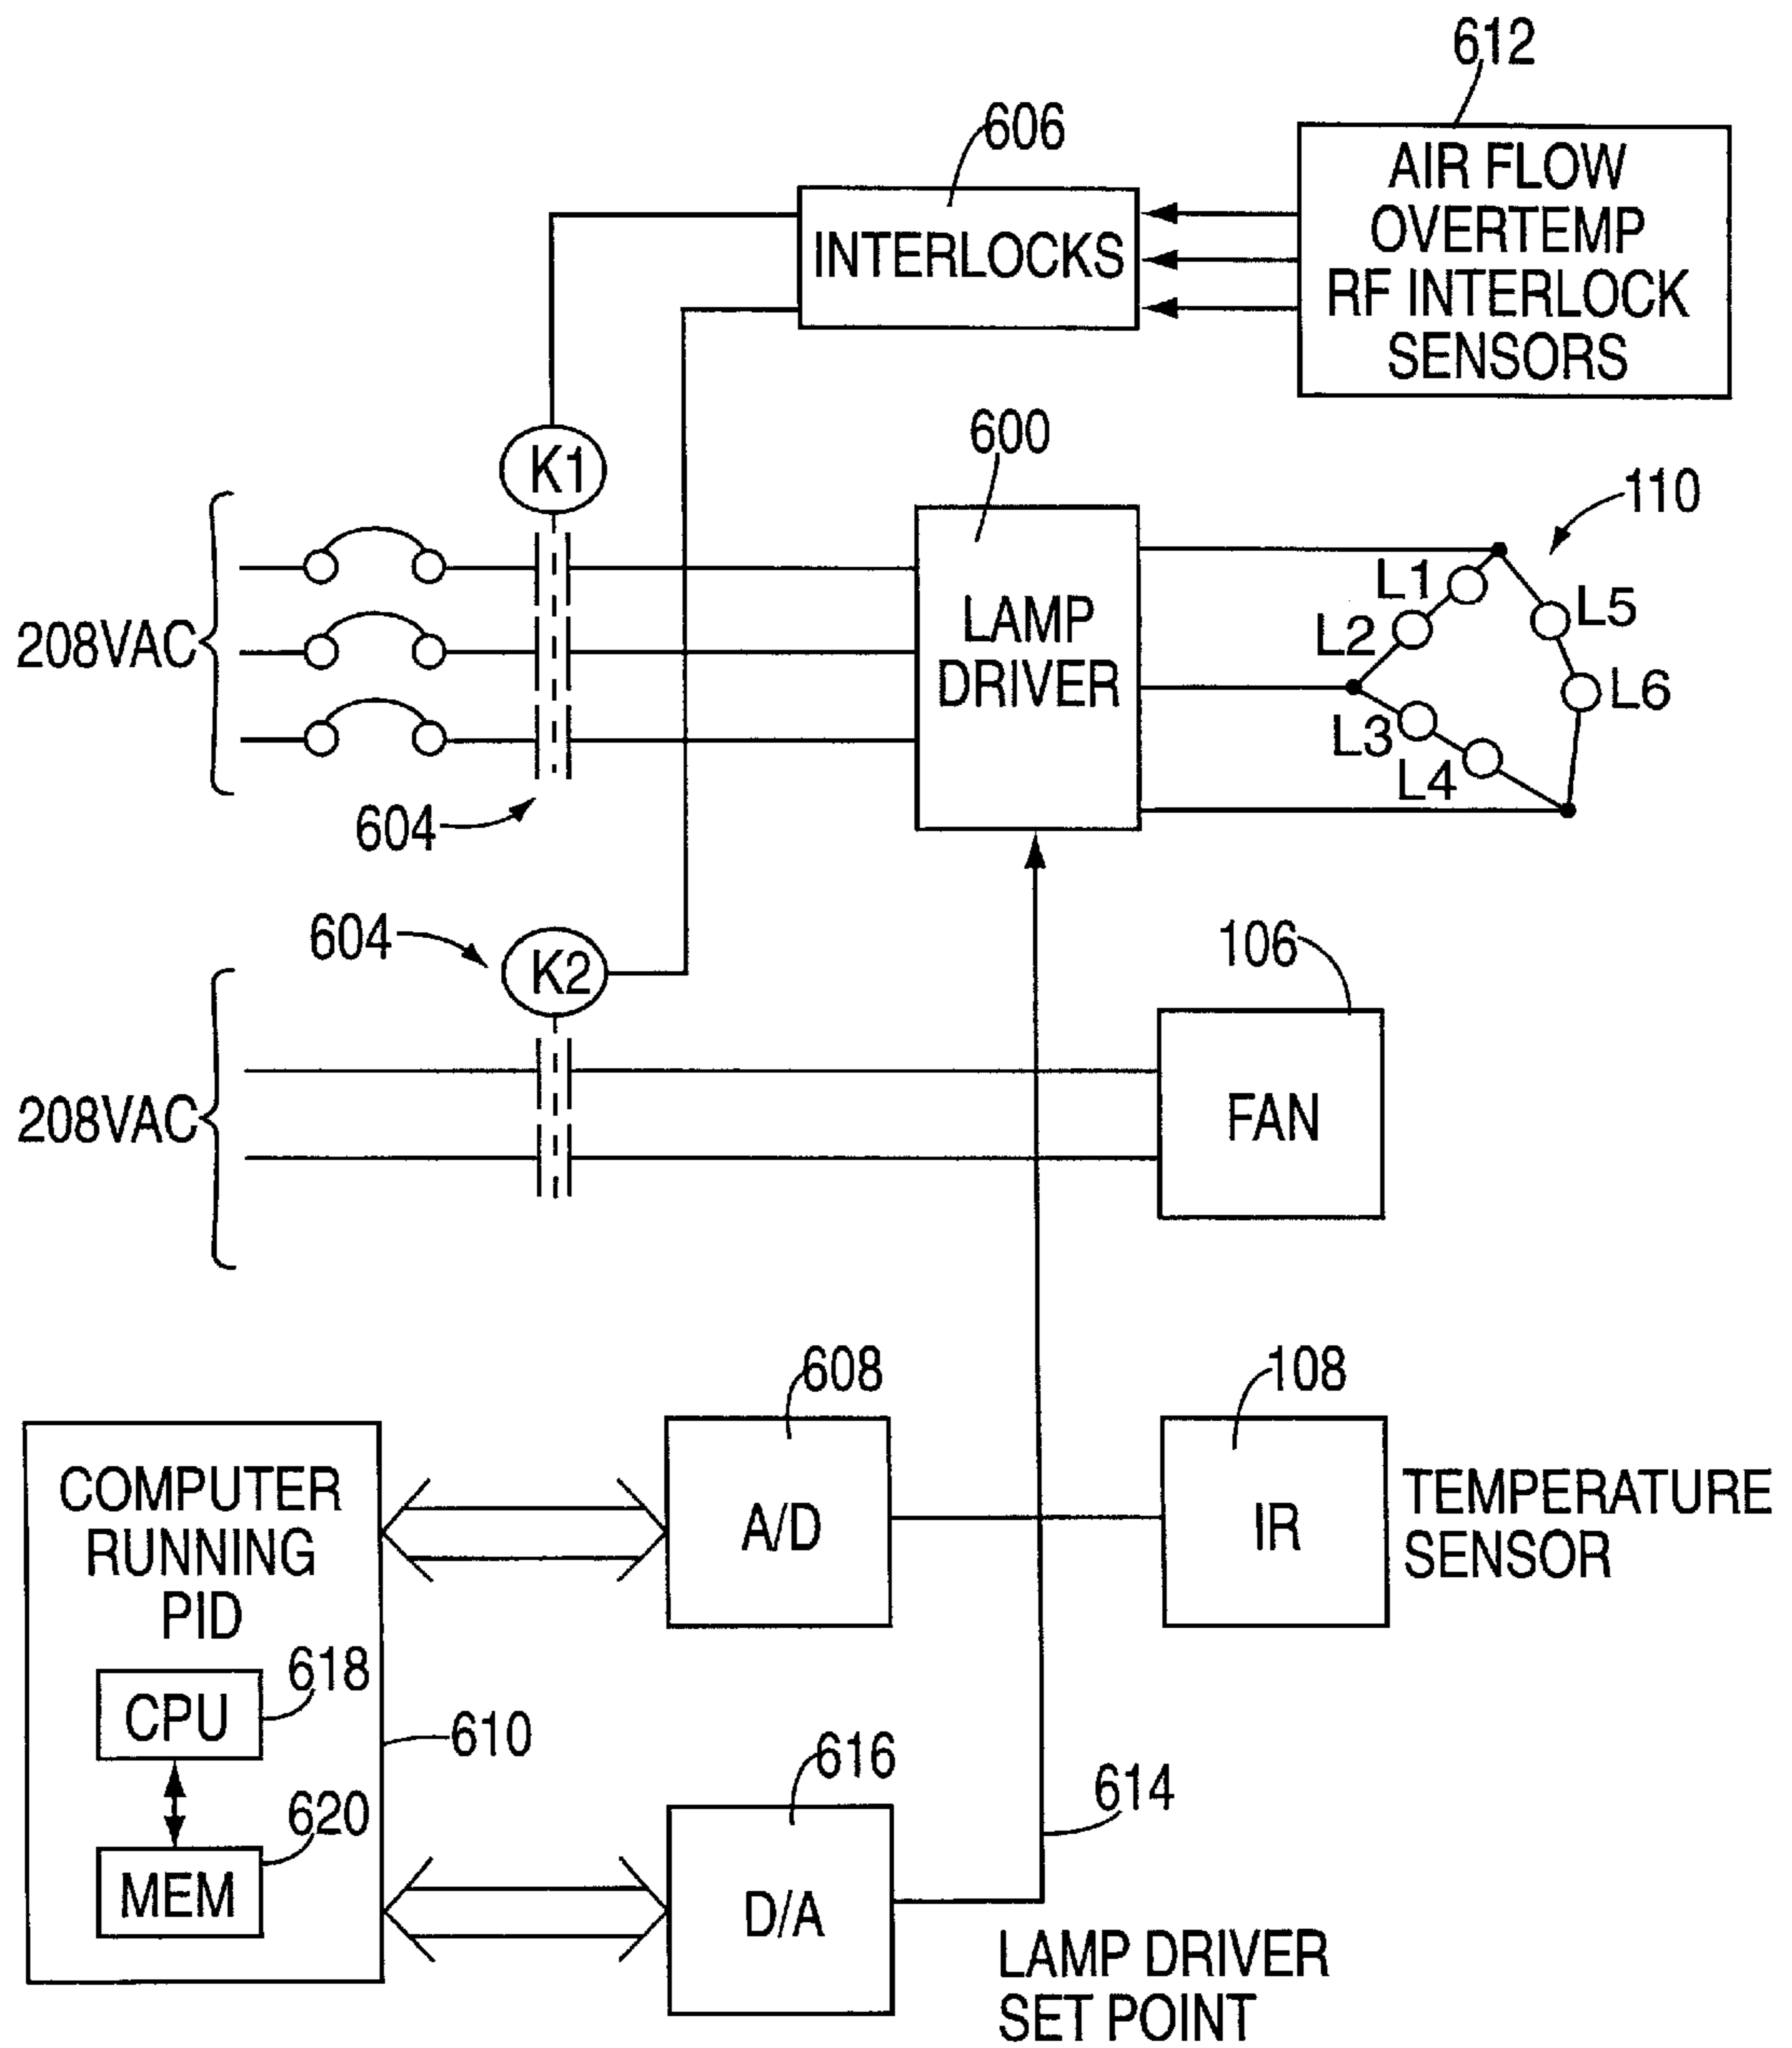 612
606
AIR FLOW
OVERTEMP
RF INTERLOCK
SENSORS
INTERLOCKS
600
K1
110
208VAC
LAMP
DRIVER
L1
L2
L5
L6
L3
L4
604
604
K2
106
208VAC
FAN
608
108
COMPUTER
RUNNING
PID
A/D
IR
TEMPERATURE
SENSOR
618
CPU
610
616
614
620
MEM
D/A
LAMP DRIVER
SET POINT